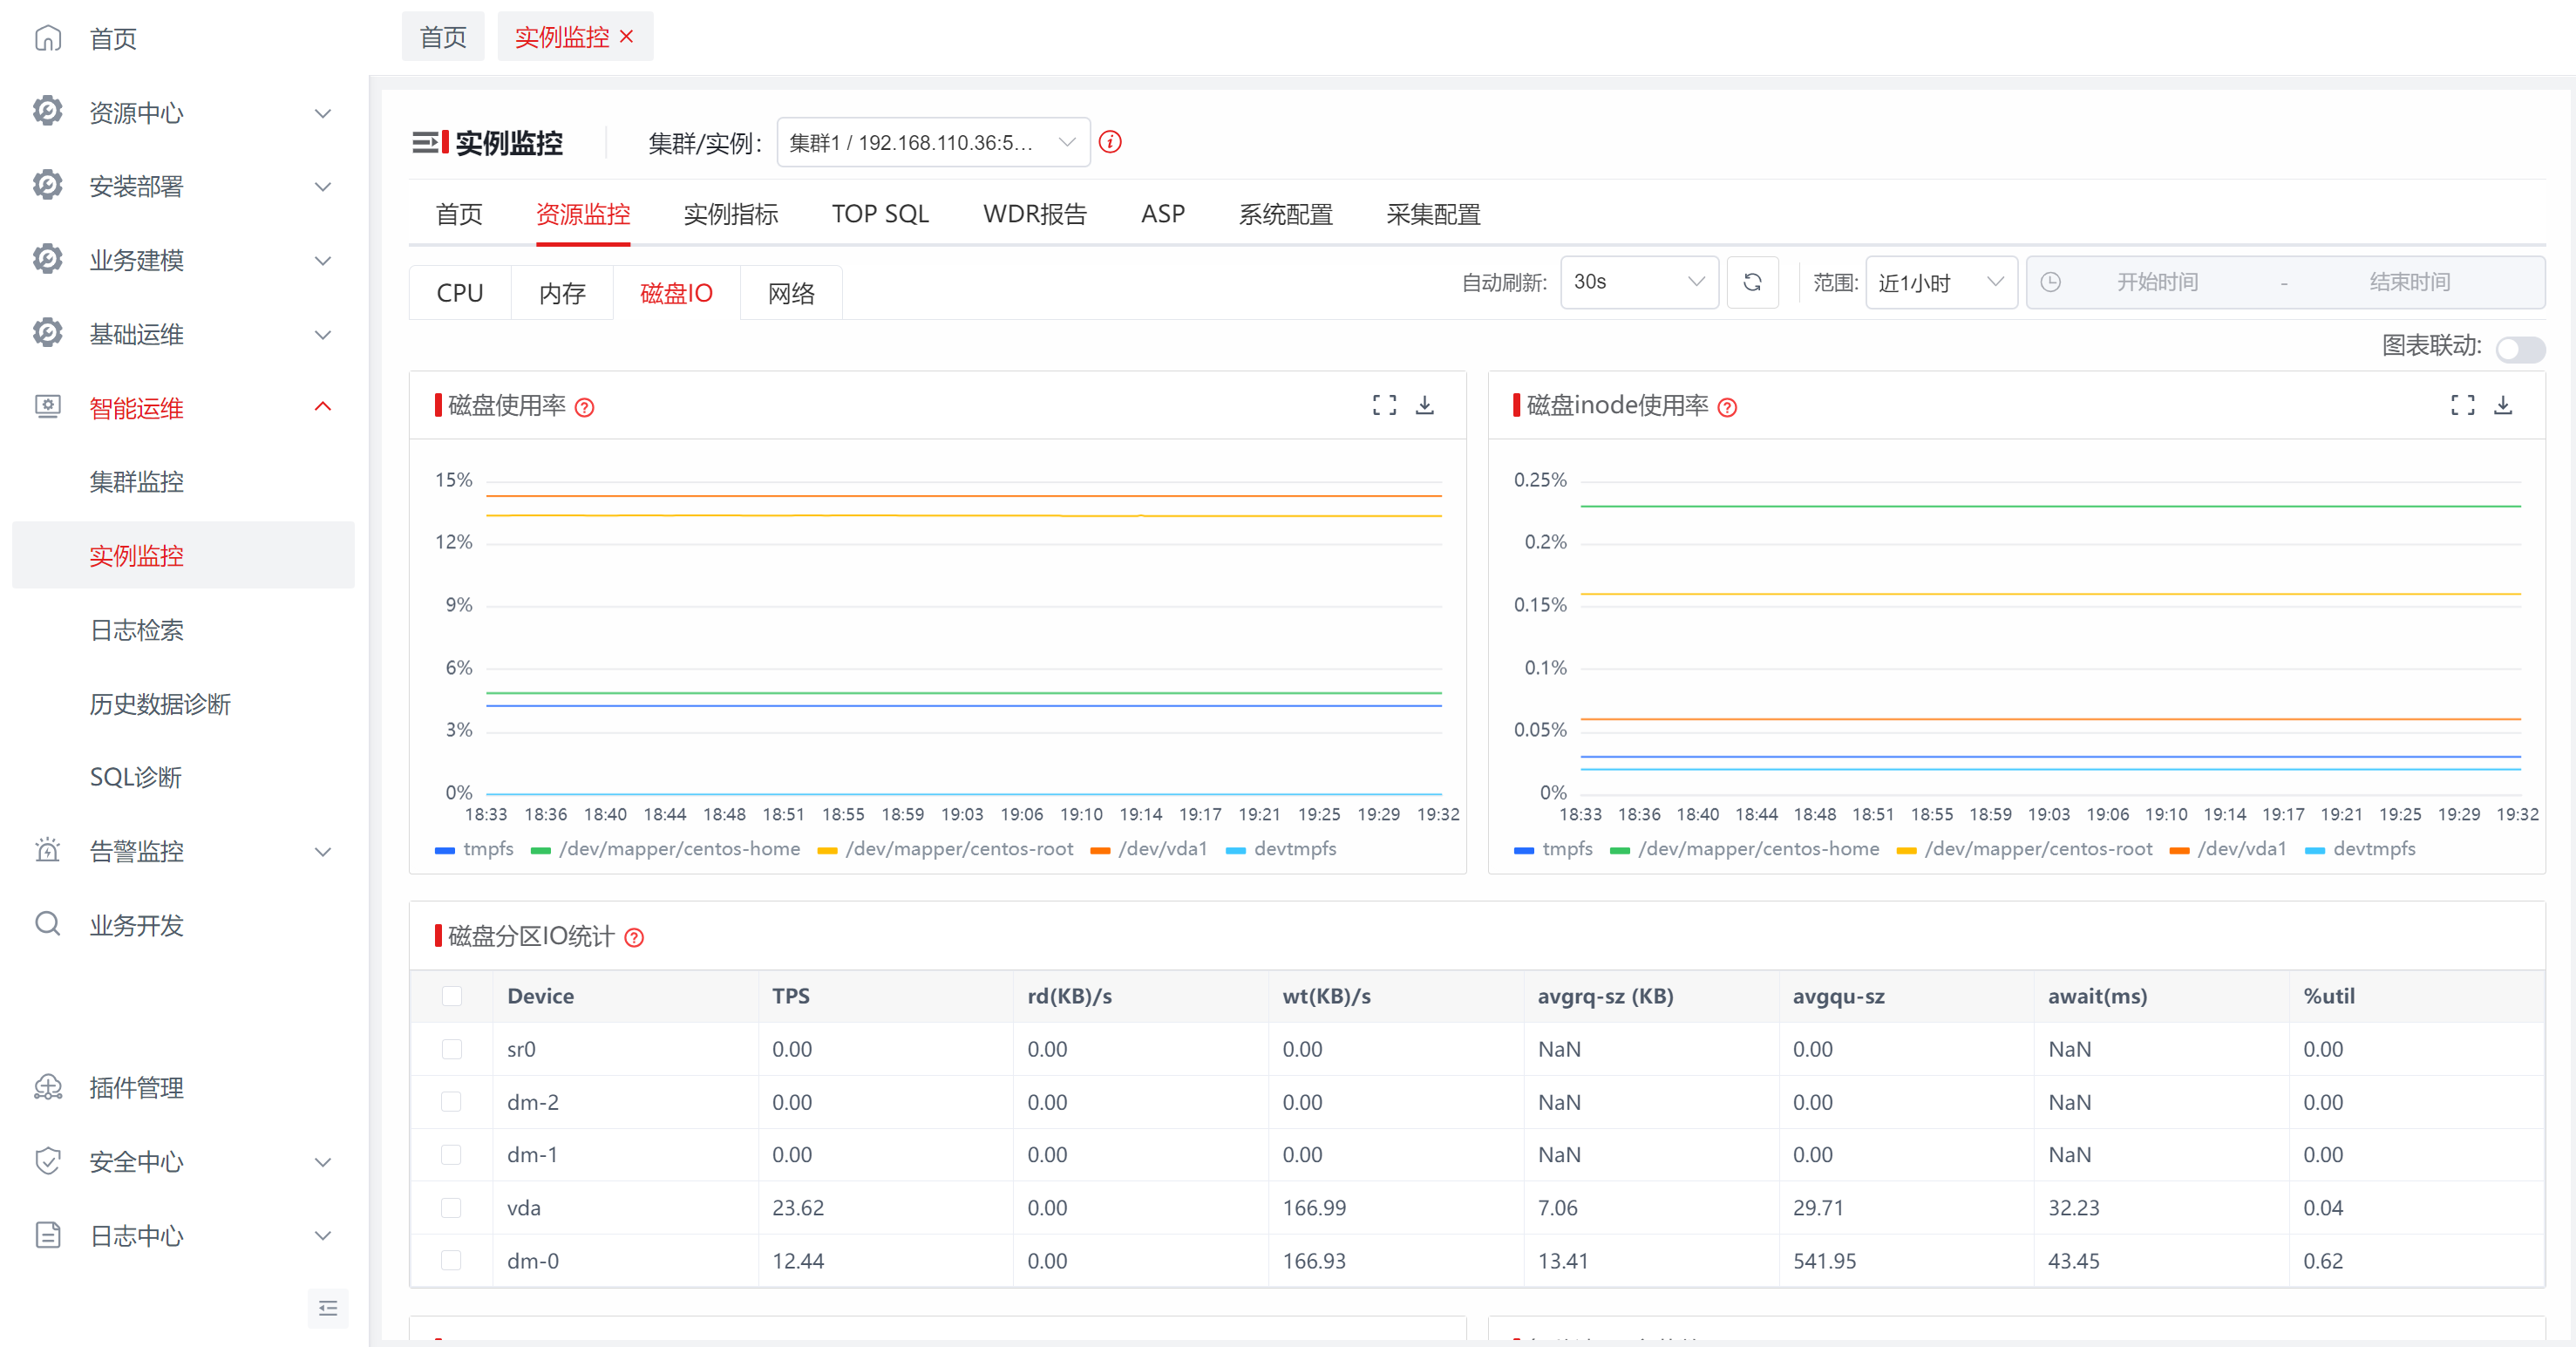 首页
资源中心
安装部署
业务建模
基础运维
智能运维
集群监控
实例监控
日志检索
历史数据诊断
SQL诊断
告警监控
业务开发
插件管理
安全中心
日志中心
首页 实例监控
实例监控 集群/实例: 集群1 / 192.168.110.36:5...
首页 资源监控 实例指标 TOP SQL WDR报告 ASP 系统配置 采集配置
CPU 内存 磁盘IO 网络 自动刷新: 30s 范围: 近1小时 开始时间 - 结束时间
图表联动:
磁盘使用率
15%
12%
9%
6%
3%
0%
18:33 18:36 18:40 18:44 18:48 18:51 18:55 18:59 19:03 19:06 19:10 19:14 19:17 19:21 19:25 19:29 19:32
tmpfs /dev/mapper/centos-home /dev/mapper/centos-root /dev/vda1 devtmpfs
磁盘inode使用率
0.25%
0.2%
0.15%
0.1%
0.05%
0%
18:33 18:36 18:40 18:44 18:48 18:51 18:55 18:59 19:03 19:06 19:10 19:14 19:17 19:21 19:25 19:29 19:32
tmpfs /dev/mapper/centos-home /dev/mapper/centos-root /dev/vda1 devtmpfs
磁盘分区IO统计
Device TPS rd(KB)/s wt(KB)/s avgrq-sz (KB) avgqu-sz await(ms) %util
sr0 0.00 0.00 0.00 NaN 0.00 NaN 0.00
dm-2 0.00 0.00 0.00 NaN 0.00 NaN 0.00
dm-1 0.00 0.00 0.00 NaN 0.00 NaN 0.00
vda 23.62 0.00 166.99 7.06 29.71 32.23 0.04
dm-0 12.44 0.00 166.93 13.41 541.95 43.45 0.62